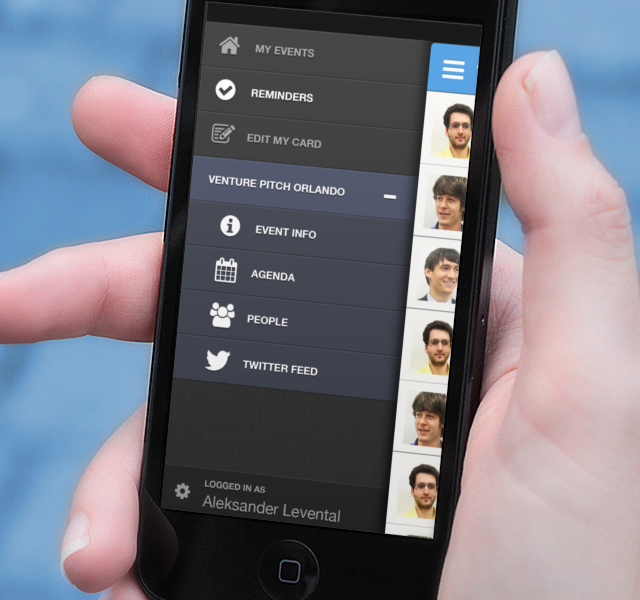 MY EVENTS
REMINDERS
EDIT MY CARD
VENTURE PITCH ORLANDO
EVENT INFO
AGENDA
PEOPLE
TWITTER FEED
LOGGED IN AS
Aleksander Levental